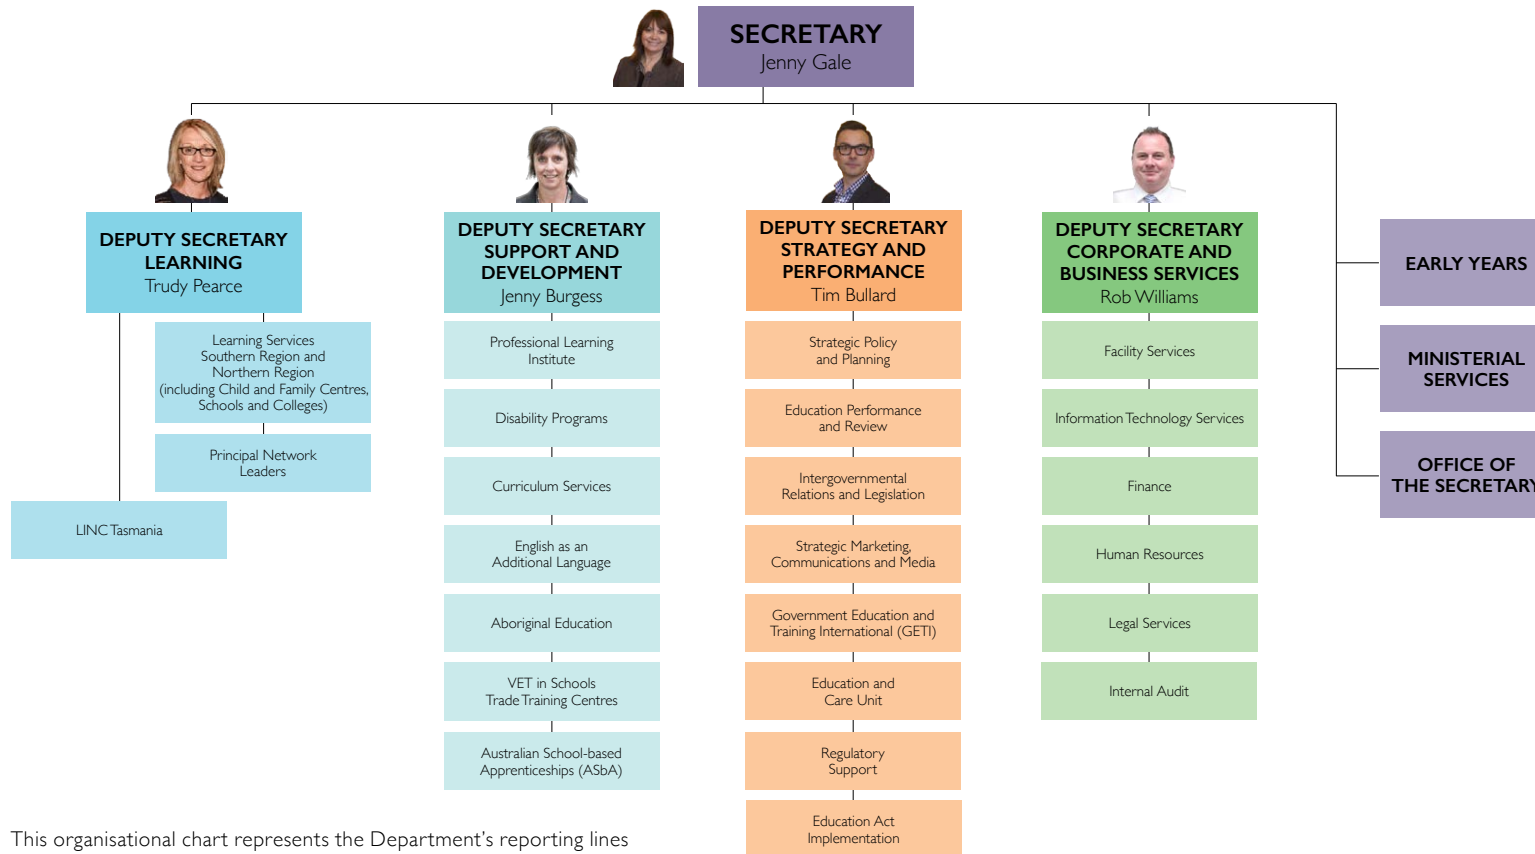 SECRETARY
Jenny Gale
DEPUTY SECRETARY
LEARNING
Trudy Pearce
Learning Services
Southern Region and
Northern Region
(including Child and Family Centres,
Schools and Colleges)
Principal Network
Leaders
LINC Tasmania
DEPUTY SECRETARY
SUPPORT AND
DEVELOPMENT
Jenny Burgess
Professional Learning
Institute
Disability Programs
Curriculum Services
English as an
Additional Language
Aboriginal Education
VET in Schools
Trade Training Centres
Australian School-based
Apprenticeships (ASbA)
DEPUTY SECRETARY
STRATEGY AND
PERFORMANCE
Tim Bullard
Strategic Policy
and Planning
Education Performance
and Review
Intergovernmental
Relations and Legislation
Strategic Marketing,
Communications and Media
Government Education and
Training International (GETI)
Education and
Care Unit
Regulatory
Support
Education Act
Implementation
DEPUTY SECRETARY
CORPORATE AND
BUSINESS SERVICES
Rob Williams
Facility Services
Information Technology Services
Finance
Human Resources
Legal Services
Internal Audit
EARLY YEARS
MINISTERIAL
SERVICES
OFFICE OF
THE SECRETARY
This organisational chart represents the Department's reporting lines